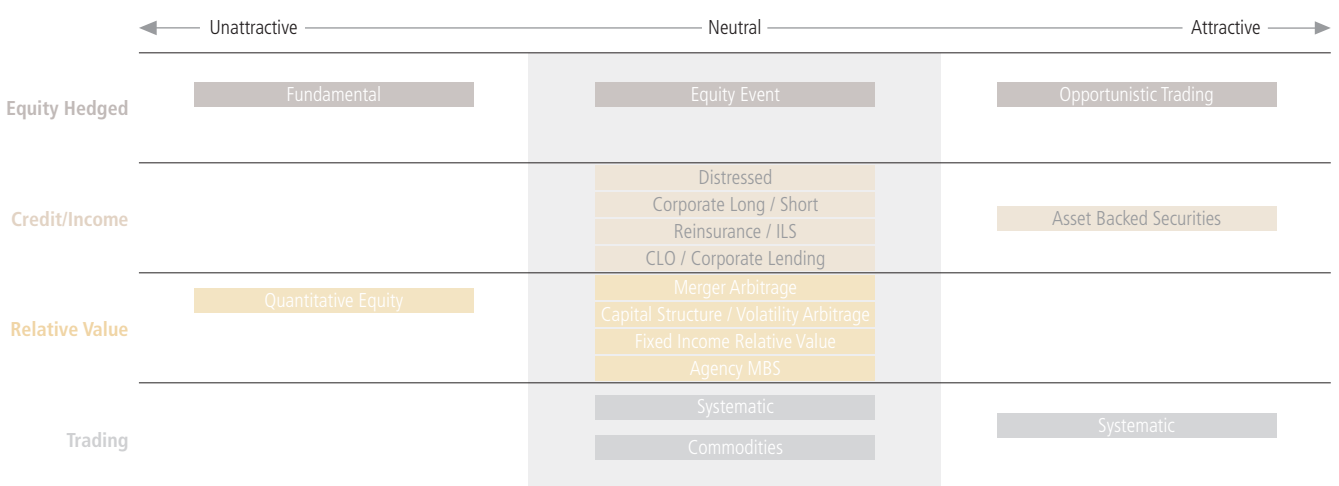 Unattractive Neutral Attractive
Equity Hedged
Fundamental Equity Event Opportunistic Trading
Credit/Income
Distressed
Corporate Long / Short
Reinsurance / ILS
CLO / Corporate Lending
Asset Backed Securities
Relative Value
Quantitative Equity
Merger Arbitrage
Capital Structure / Volatility Arbitrage
Fixed Income Relative Value
Agency MBS
Trading
Systematic
Commodities
Systematic